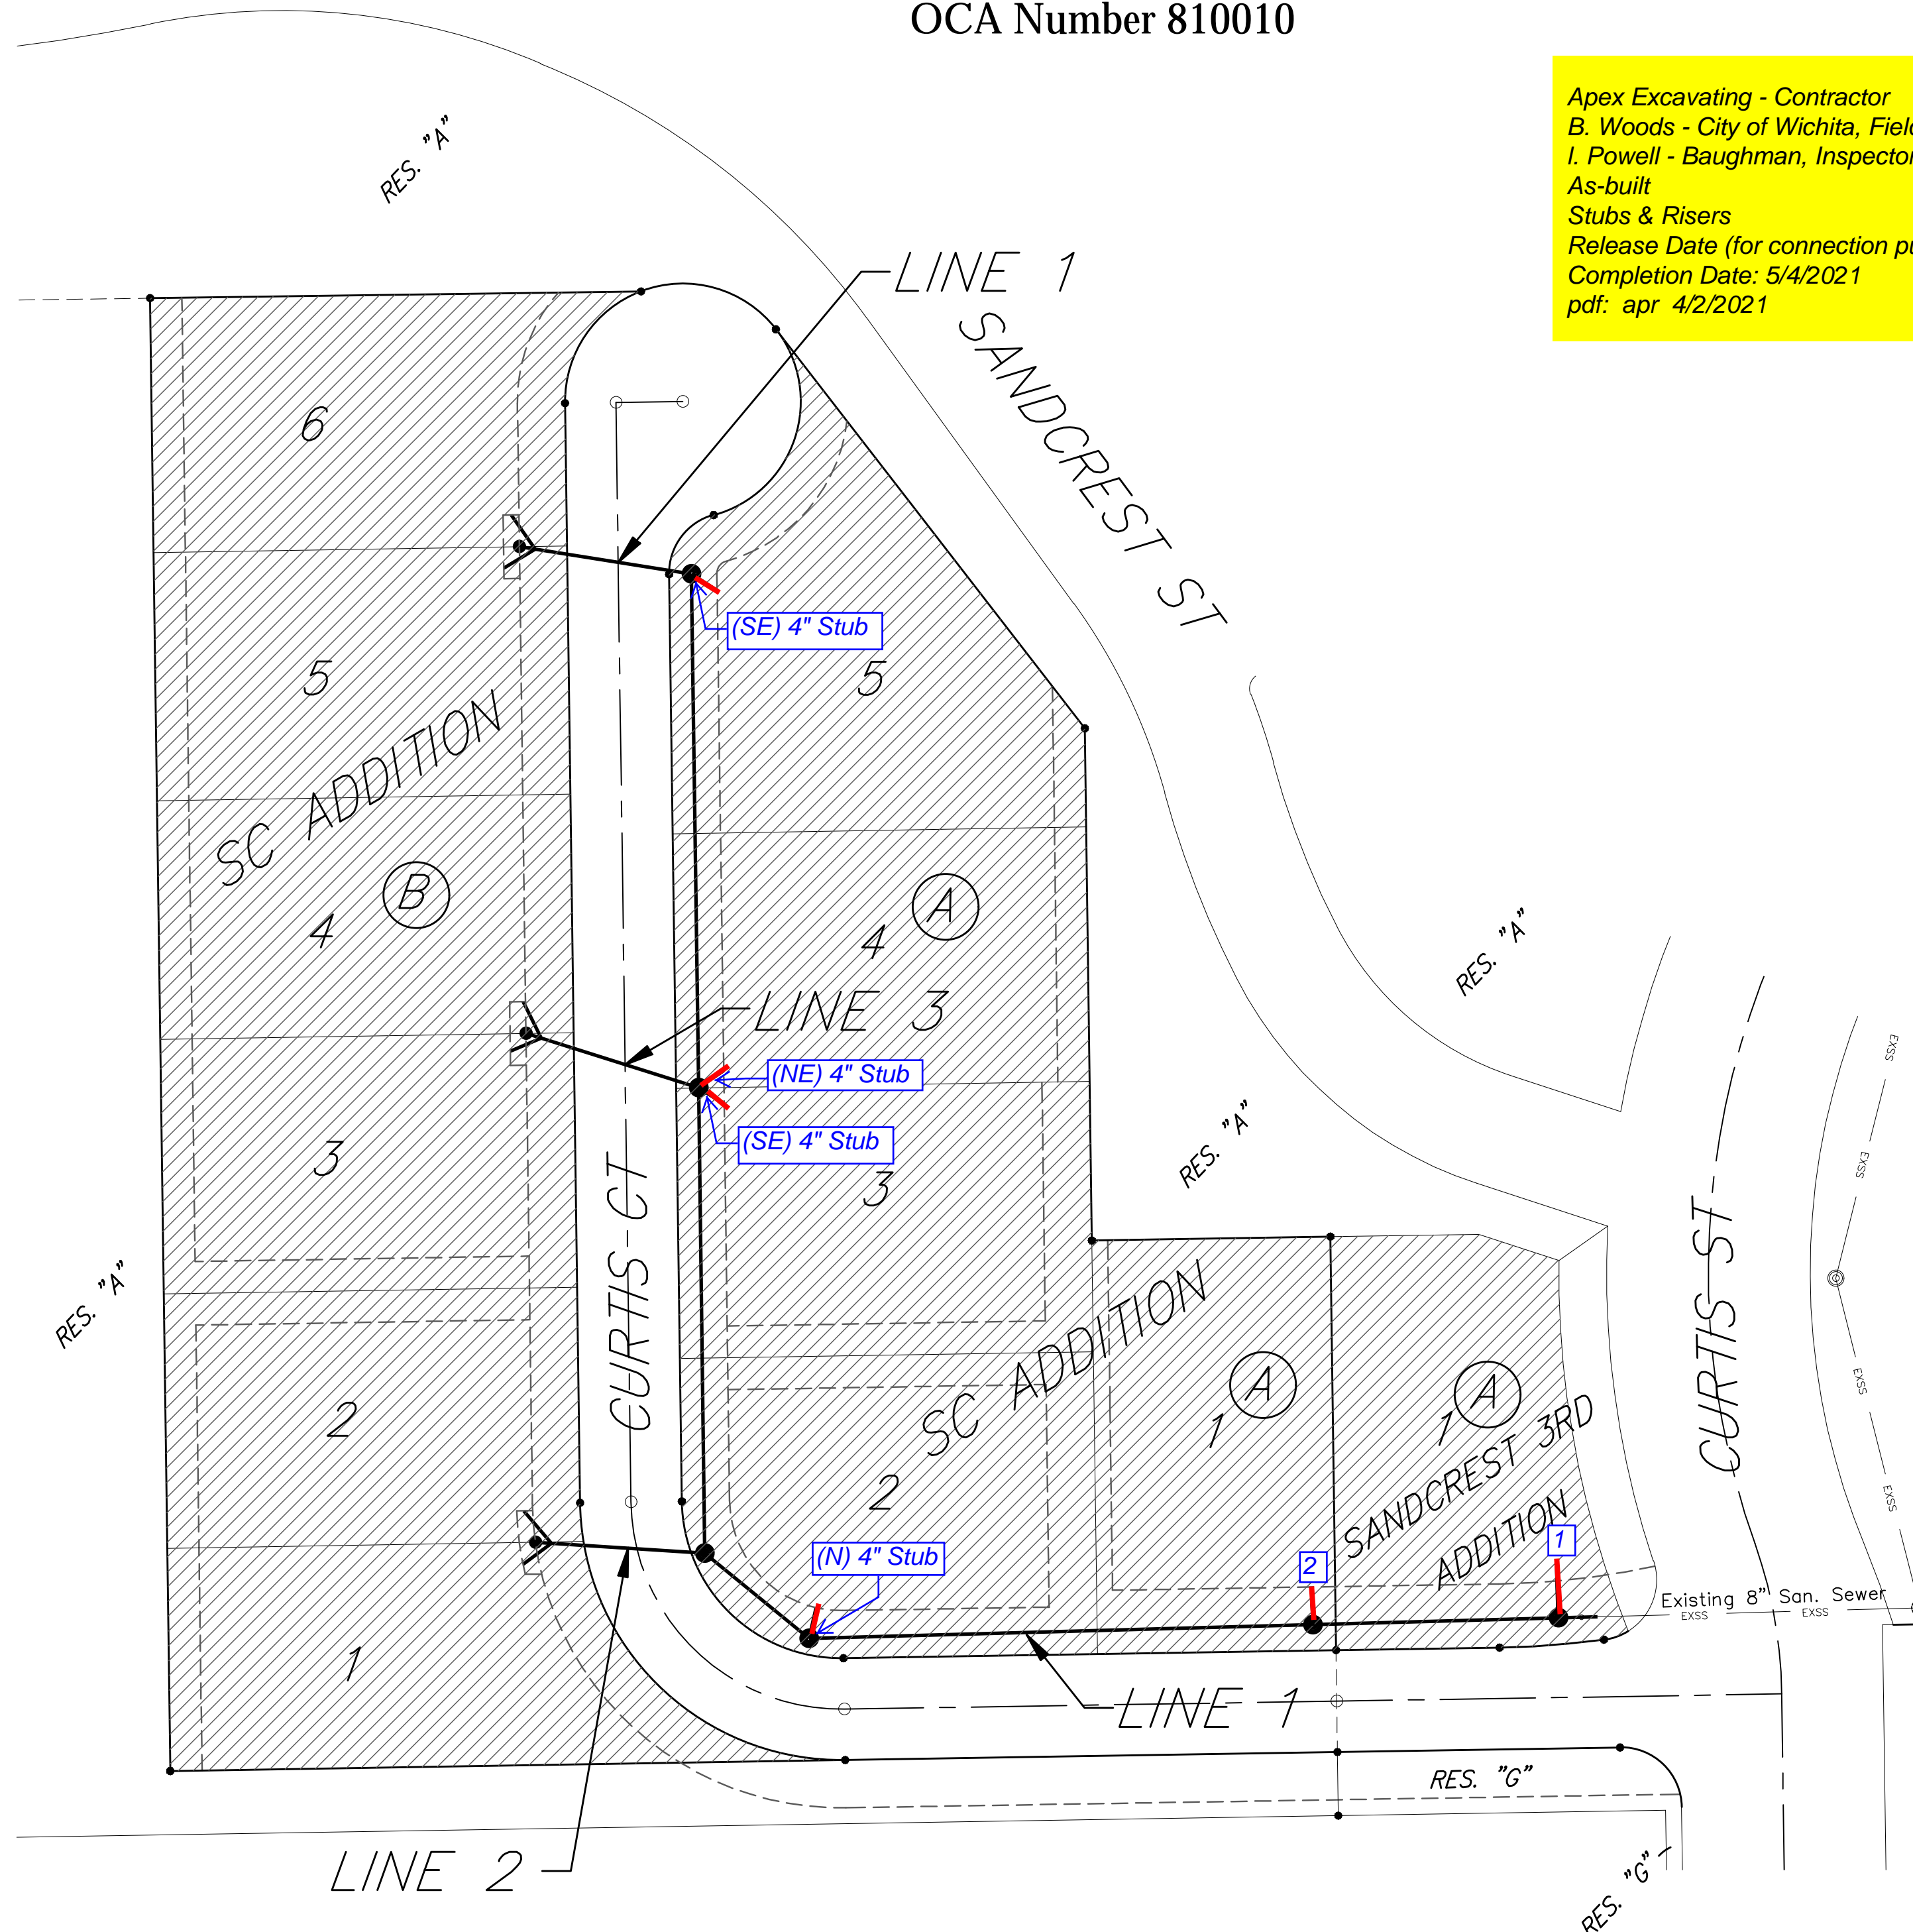 OCA Number 810010
Apex Excavating - Contractor
B. Woods - City of Wichita,
I. Powell - Baughman,
As-built
Stubs & Risers
Release Date (for connection
Completion Date: 5/4/2021
pdf: apr 4/2/2021
RES. "A"
LINE 1
SANDCREST ST
6
(SE) 4" Stub
5
5
SC ADDITION
B
A
4
4
RES. "A"
LINE 3
(NE) 4" Stub
(SE) 4" Stub
3
3
RES. "A"
CURTIS CT
CURTIS ST
EXSS
EXSS
RES. "A"
SC ADDITION
A
A
1
1
EXSS
EXSS
2
2
SANDCREST 3RD
ADDITION
(N) 4" Stub
2
1
Existing 8" San. Sewer
EXSS
EXSS
1
LINE 1
RES. "G"
LINE 2
RES. "G"